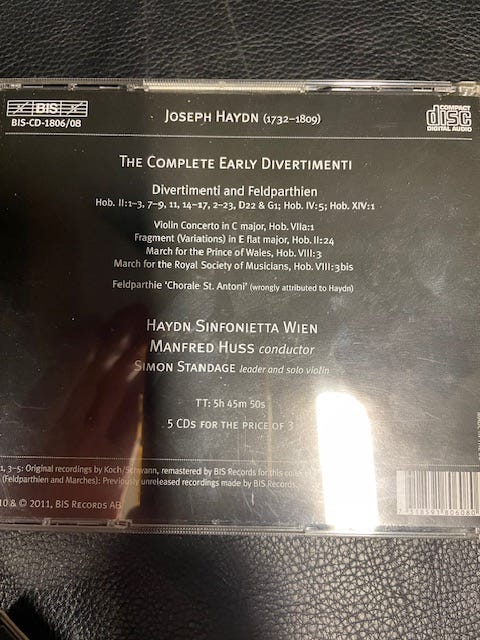 BIS
BIS-CD-1806/08
JOSEPH HAYDN (1732–1809)
COMPACT
disc
DIGITAL AUDIO
THE COMPLETE EARLY DIVERTIMENTI
Divertimenti and Feldparthien
Hob. II:1–3, 7–9, 11, 14–17, 2–23, D22 & G1; Hob. IV:5; Hob. XIV:1
Violin Concerto in C major, Hob. VIIa:1
Fragment (Variations) in E flat major, Hob. II:24
March for the Prince of Wales, Hob. VIII:3
March for the Royal Society of Musicians, Hob. VIII:3bis
Feldparthie 'Chorale St. Antoni' (wrongly attributed to Haydn)
HAYDN SINFONIETTA WIEN
MANFRED HUSS conductor
SIMON STANDAGE leader and solo violin
TT: 5h 45m 50s
5 CDS FOR THE PRICE OF 3
1, 3–5: Original recordings by Koch/Schwann, remastered by BIS Records for this
(Feldparthien and Marches): Previously unreleased recordings made by BIS Records
10 & © 2011, BIS RECORDS AB